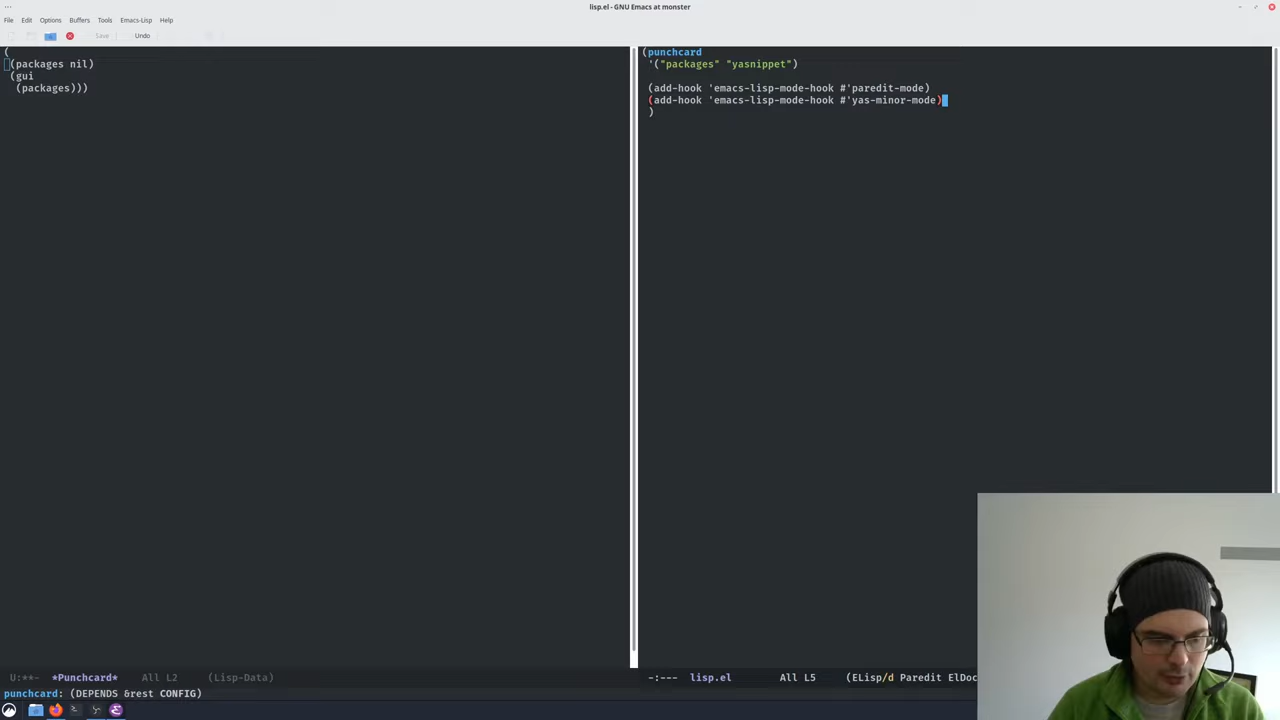 lisp.el - GNU Emacs at monster
File Edit Options Buffers Tools Emacs-Lisp Help
Save Undo
(
(packages nil)
(gui
(packages)))
(punchcard
'("packages" "yasnippet")
(add-hook 'emacs-lisp-mode-hook #'paredit-mode)
(add-hook 'emacs-lisp-mode-hook #'yas-minor-mode)
)
U:**- *Punchcard* All L2 (Lisp-Data)
-:--- lisp.el All L5 (ELisp/d Paredit ElDoc
punchcard: (DEPENDS &rest CONFIG)